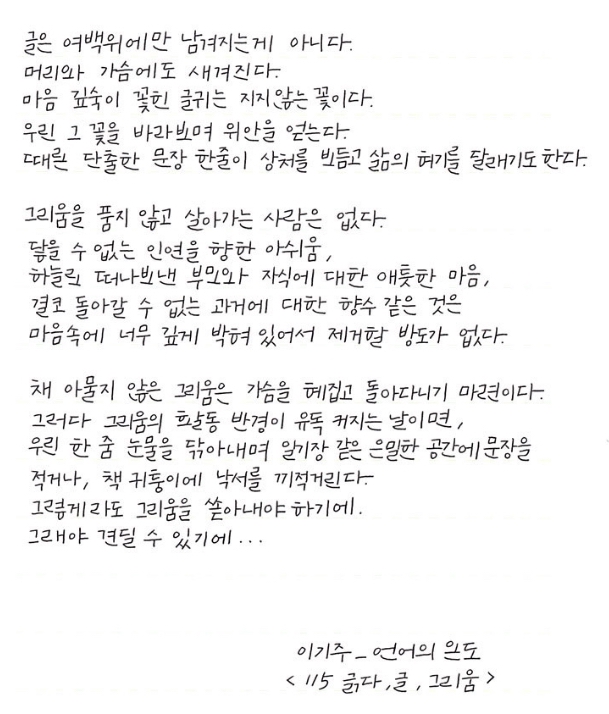 글은 여백위에만 남겨지는게 아니다.
머리와 가슴에도 새겨진다.
마음 깊숙이 꽂힌 글귀는 지지않는 꽃이다.
우린 그 꽃을 바라보며 위안을 얻는다.
때론 단출한 문장 한줄이 상처를 보듬고 삶의 허기를 달래기도 한다.
그리움을 품지 않고 살아가는 사람은 없다.
닿을 수 없는 인연을 향한 아쉬움,
하늘로 떠나보낸 부모와 자식에 대한 애틋한 마음,
결코 돌아갈 수 없는 과거에 대한 향수 같은 것은
마음속에 너무 깊게 박혀 있어서 제거할 방도가 없다.
채 아물지 않은 그리움은 가슴을 헤집고 돌아다니기 마련이다.
그러다 그리움의 활동 반경이 유독 커지는 날이면,
우린 한 줌 눈물을 닦아내며 일기장 같은 은밀한 공간에 문장을
적거나, 책 귀퉁이에 낙서를 끼적거린다.
그렇게라도 그리움을 쏟아내야 하기에.
그래야 견딜 수 있기에...
이기주_언어의 온도
<115 긁다, 글, 그리움>